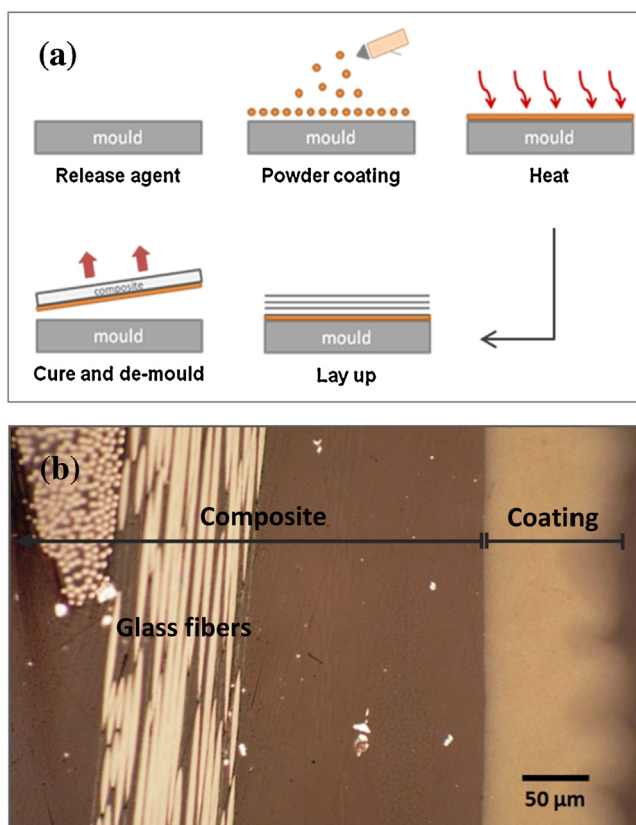 (a)
mould
mould
mould
Release agent
Powder coating
Heat
composite
mould
mould
Cure and de-mould
Lay up
(b)
Composite
Coating
Glass fibers
50 µm